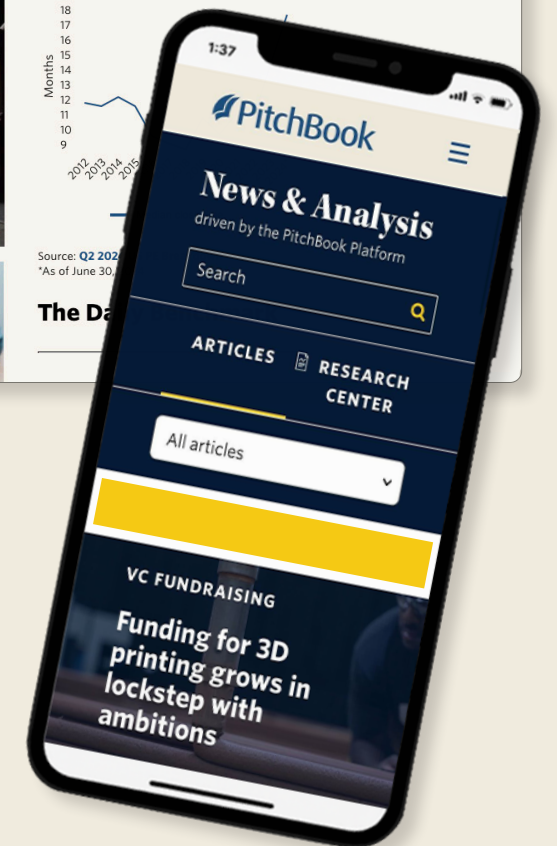 18
17
16
15
14
13
12
11
10
9
Months
2012
2013
2014
2015
Source: Q2 202
*As of June 30,
The Da
1:37
PitchBook
News & Analysis
driven by the PitchBook Platform
Search
ARTICLES
RESEARCH
CENTER
All articles
VC FUNDRAISING
Funding for 3D
printing grows in
lockstep with
ambitions